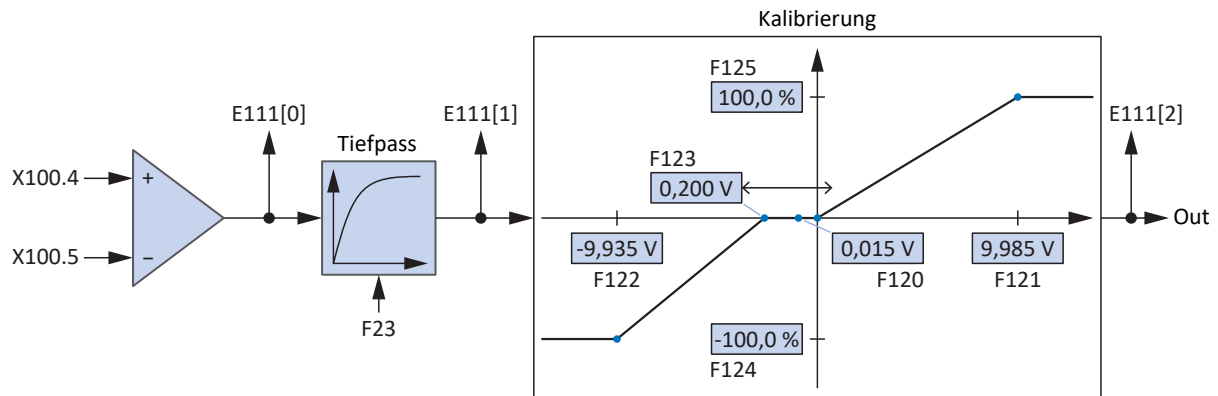 Kalibrierung
F125
100,0 %
E111[0]
E111[1]
E111[2]
Tiefpass
F123
X100.4
+
0,200 V
Out
-9,935 V
0,015 V
9,985 V
X100.5
−
F122
F120
F121
F23
-100,0 %
F124